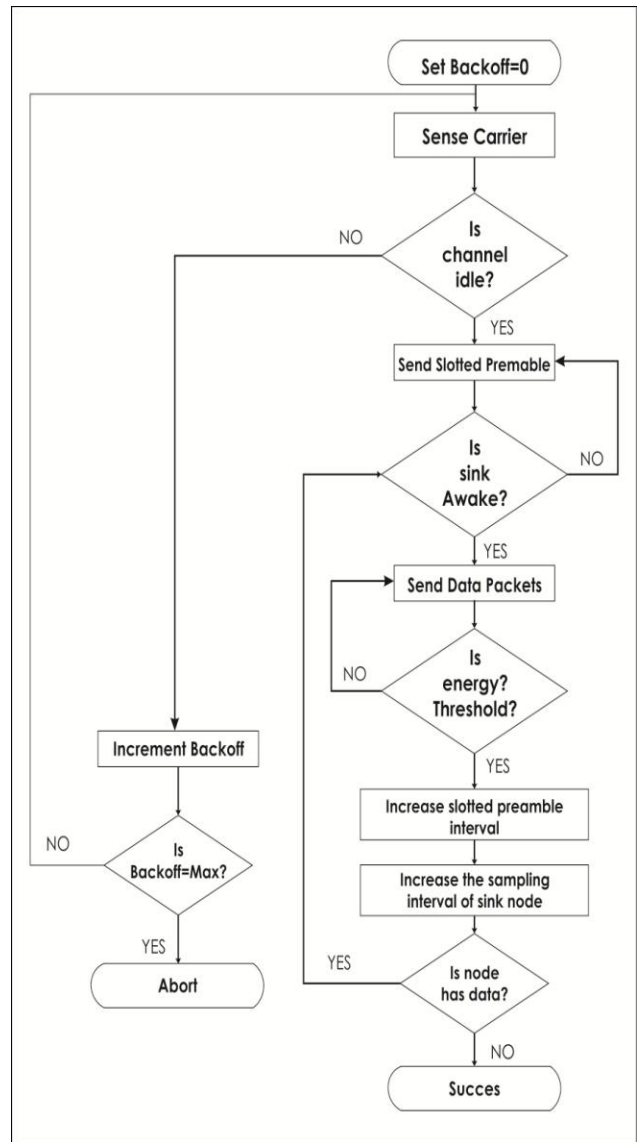 Set Backoff=0
Sense Carrier
Is
channel
idle?
NO
YES
Send Slotted Premable
Is
sink
Awake?
NO
YES
Send Data Packets
Is
energy?
Threshold?
NO
YES
Increase slotted preamble
interval
Increase the sampling
interval of sink node
Is node
has data?
YES
NO
Succes
Increment Backoff
Is
Backoff=Max?
NO
YES
Abort